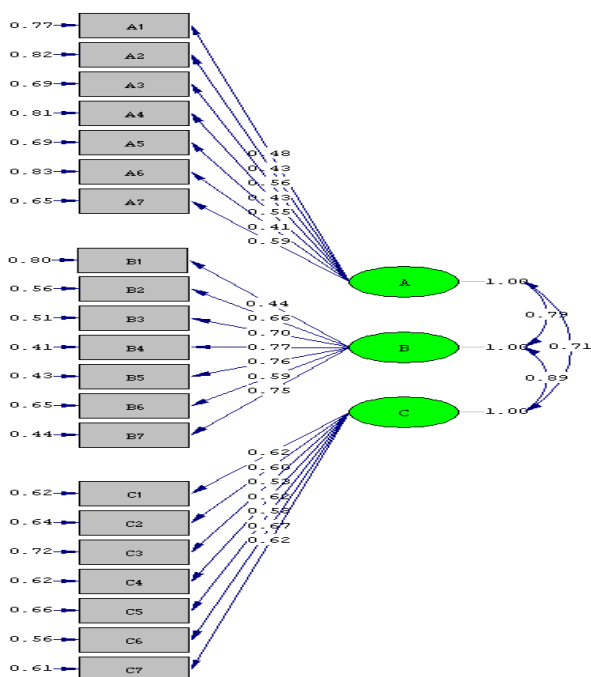 0.77 A1
0.82 A2
0.69 A3
0.81 A4
0.69 A5
0.83 A6
0.65 A7
0.48
0.43
0.56
0.43
0.55
0.41
0.59
0.80 B1
0.56 B2
0.51 B3
0.41 B4
0.43 B5
0.65 B6
0.44 B7
0.44
0.66
0.70
0.77
0.76
0.59
0.75
A 1.00
B 1.00
C 1.00
0.79
0.71
0.89
0.62 C1
0.64 C2
0.72 C3
0.62 C4
0.66 C5
0.56 C6
0.61 C7
0.62
0.60
0.53
0.62
0.58
0.67
0.62